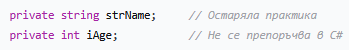 private string strName;      // Остаряла практика
private int iAge;            // Не се препоръчва в C#